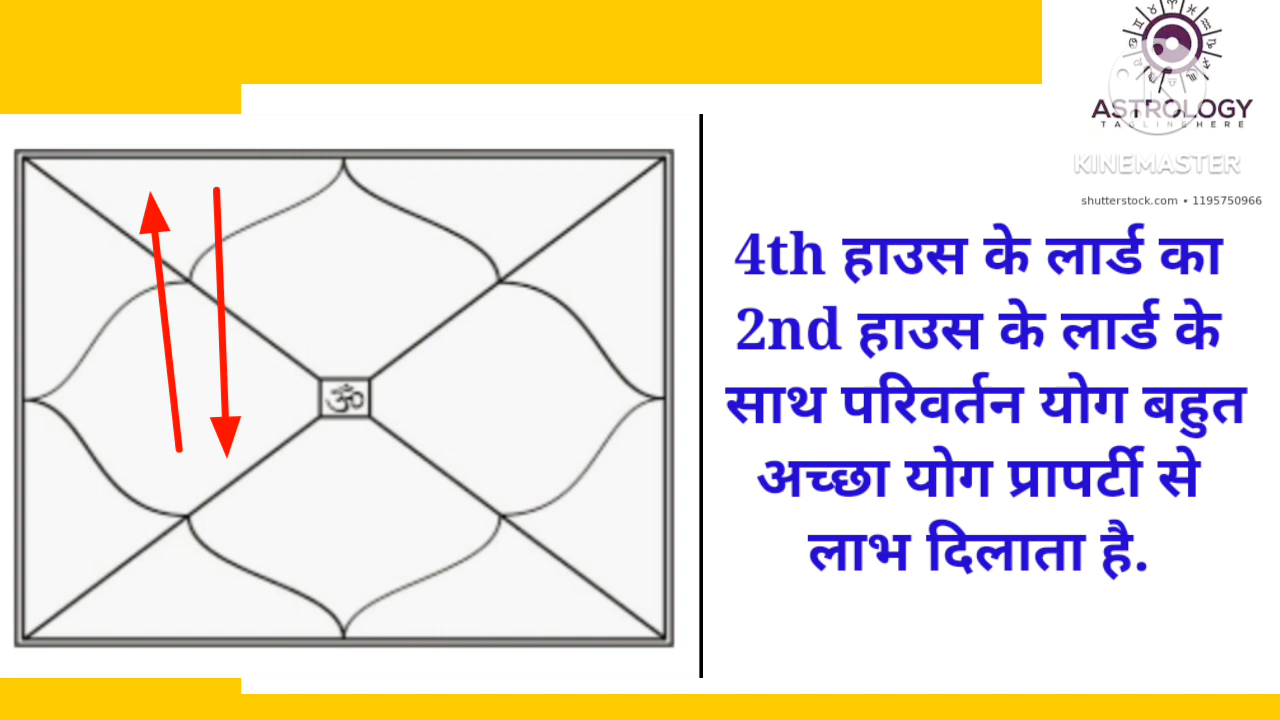 ASTROLOGY
TAGLINE HERE
KINEMASTER
shutterstock.com • 1195750966
4th हाउस के लार्ड का
2nd हाउस के लार्ड के
साथ परिवर्तन योग बहुत
अच्छा योग प्रापर्टी से
लाभ दिलाता है.
ॐ